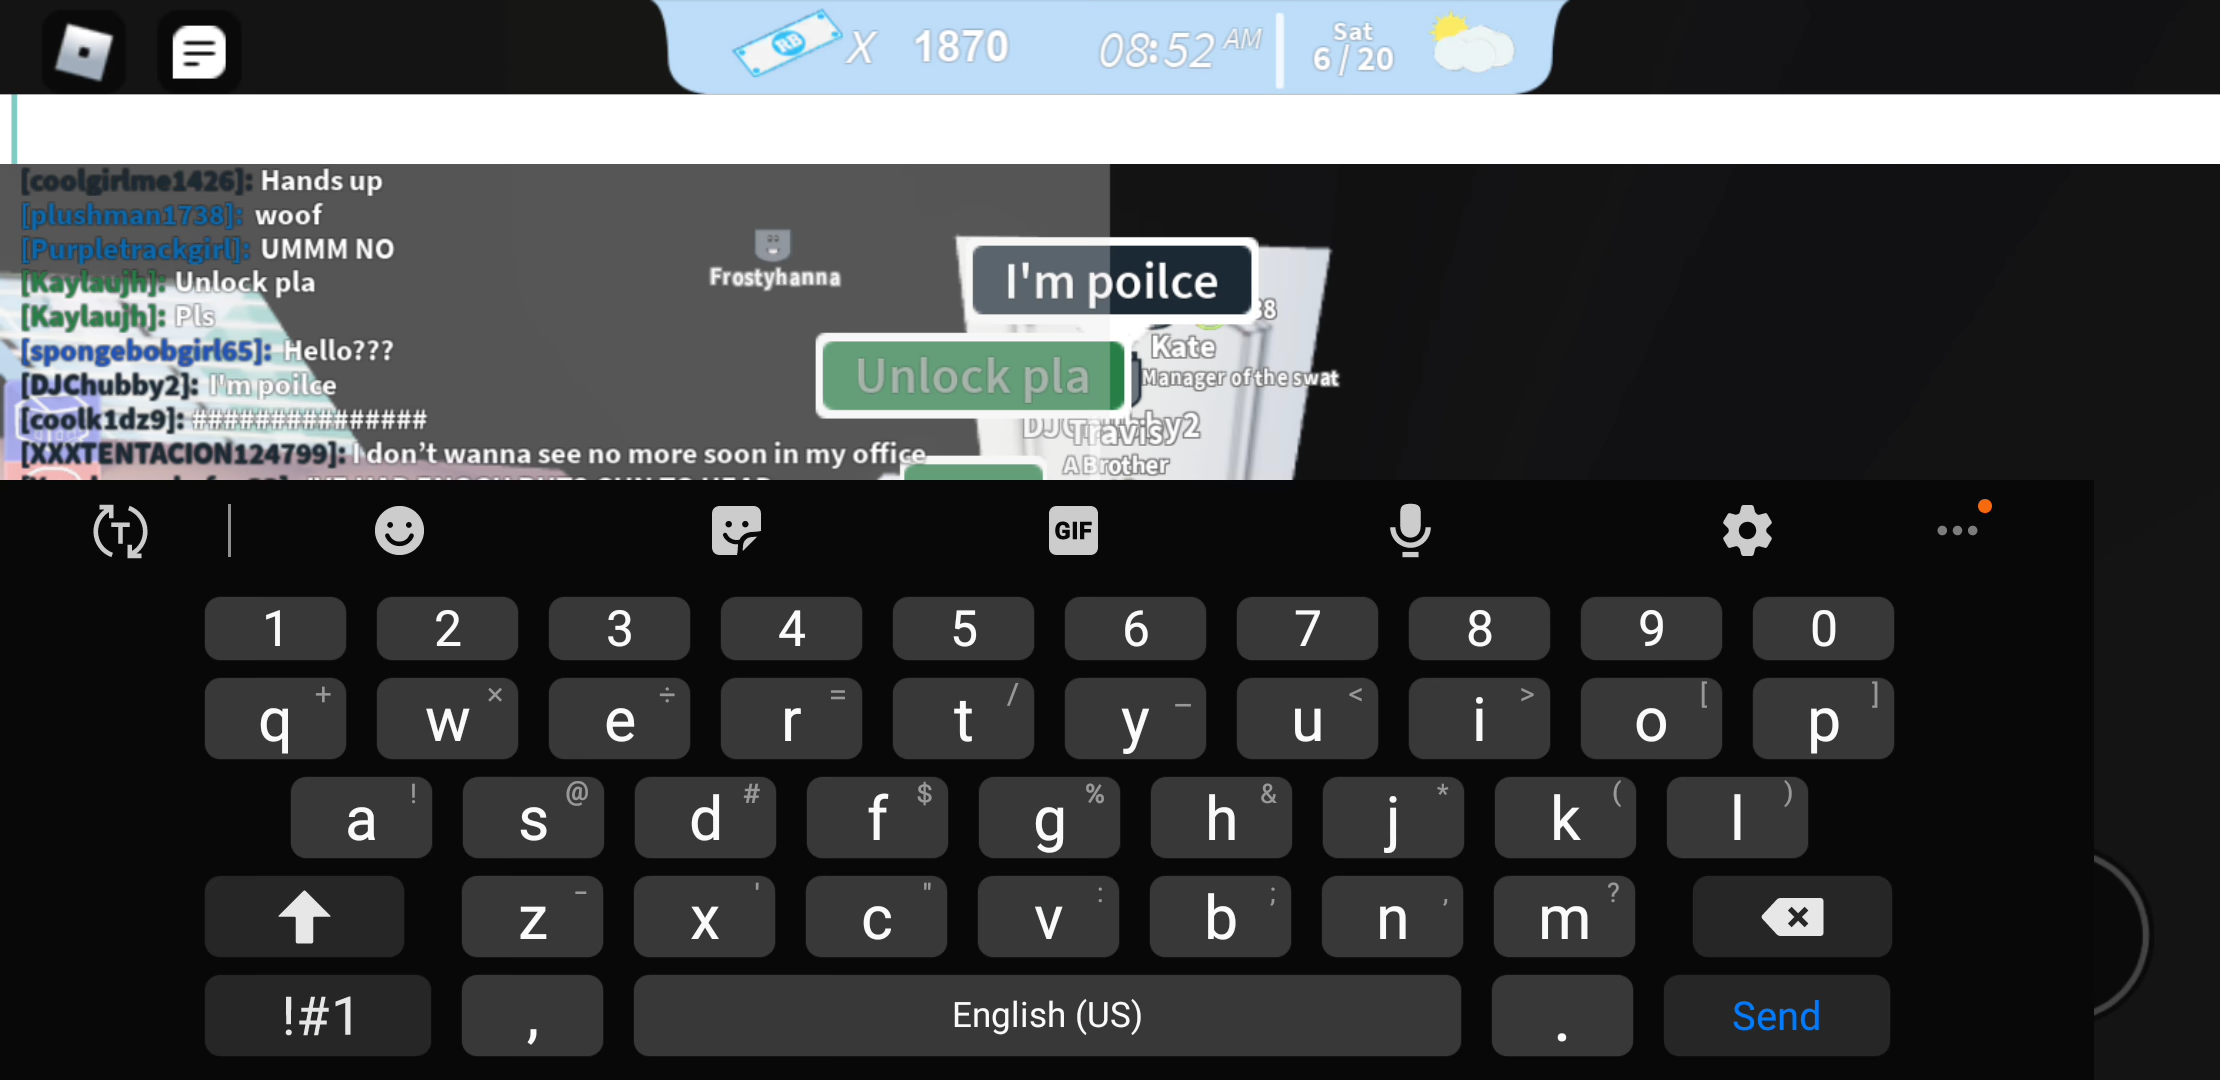 RB X 1870 08:52 AM Sat
6/20
[coolgirlme1426]: Hands up
[plushman1738]: woof
[Purpletrackgirl]: UMMM NO
[Kaylaujh]: Unlock pla
[Kaylaujh]: Pls
[spongebobgirl65]: Hello???
[DJChubby2]: I'm poilce
[coolk1dz9]: ###############
[XXXTENTACION124799]: I don't wanna see no more soon in my office
Frostyhanna
I'm poilce
38
Unlock pla
Kate
Manager of the swat
Travis
A Brother
T
GIF
1 2 3 4 5 6 7 8 9 0
q + w × e ÷ r = t / y _ u < i > o [ p ]
a ! s @ d # f $ g % h & j * k ( l )
z - x ' c " v : b ; n , m ?
!#1 , English (US) . Send